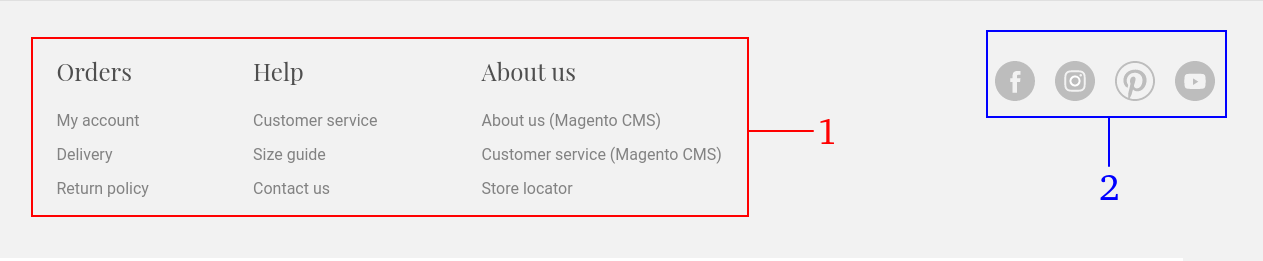 Orders
My account
Delivery
Return policy
Help
Customer service
Size guide
Contact us
About us
About us (Magento CMS)
Customer service (Magento CMS)
Store locator
1
2